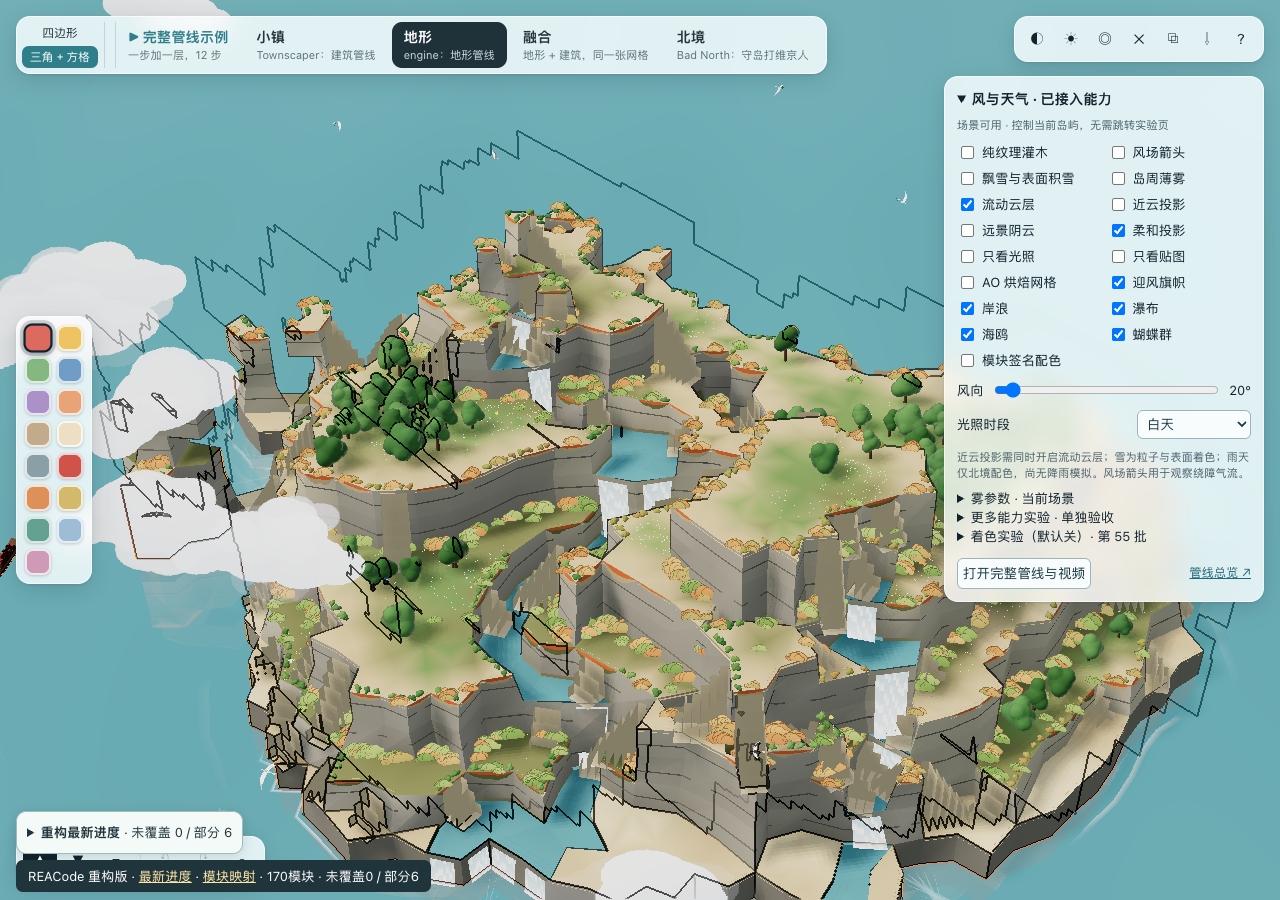 四边形
三角 + 方格
▶ 完整管线示例
一步加一层，12 步
小镇
Townscaper：建筑管线
地形
engine：地形管线
融合
地形 + 建筑，同一张网格
北境
Bad North：守岛打维京人
?
▼ 风与天气 · 已接入能力
场景可用 · 控制当前岛屿，无需跳转实验页
纯纹理灌木
风场箭头
飘雪与表面积雪
岛周薄雾
流动云层
近云投影
远景阴云
柔和投影
只看光照
只看贴图
AO 烘焙网格
迎风旗帜
岸浪
瀑布
海鸥
蝴蝶群
模块签名配色
风向
20°
光照时段
白天
近云投影需同时开启流动云层；雪为粒子与表面着色；雨天
仅北境配色，尚无降雨模拟。风场箭头用于观察绕障气流。
▶ 雾参数 · 当前场景
▶ 更多能力实验 · 单独验收
▶ 着色实验（默认关）· 第 55 批
打开完整管线与视频
管线总览 ↗
▶ 重构最新进度 · 未覆盖 0 / 部分 6
REACode 重构版 · 最新进度 · 模块映射 · 170模块 · 未覆盖0 / 部分6